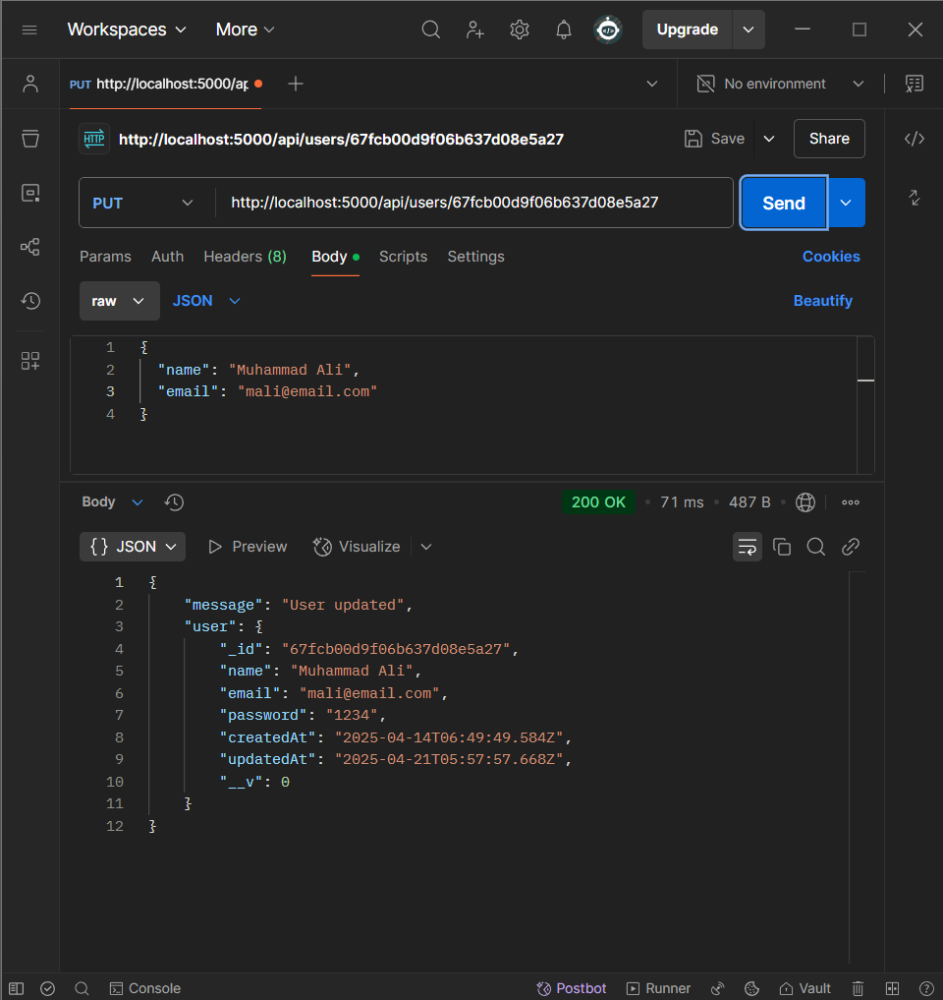 Workspaces More Upgrade
PUT http://localhost:5000/ap No environment
HTTP http://localhost:5000/api/users/67fcb00d9f06b637d08e5a27 Save Share
PUT http://localhost:5000/api/users/67fcb00d9f06b637d08e5a27 Send
Params Auth Headers (8) Body Scripts Settings Cookies
raw JSON Beautify
1 {
2 "name": "Muhammad Ali",
3 "email": "mali@email.com"
4 }
Body 200 OK • 71 ms • 487 B •
{} JSON Preview Visualize
1 {
2 "message": "User updated",
3 "user": {
4 "_id": "67fcb00d9f06b637d08e5a27",
5 "name": "Muhammad Ali",
6 "email": "mali@email.com",
7 "password": "1234",
8 "createdAt": "2025-04-14T06:49:49.584Z",
9 "updatedAt": "2025-04-21T05:57:57.668Z",
10 "__v": 0
11 }
12 }
Console Postbot Runner Vault